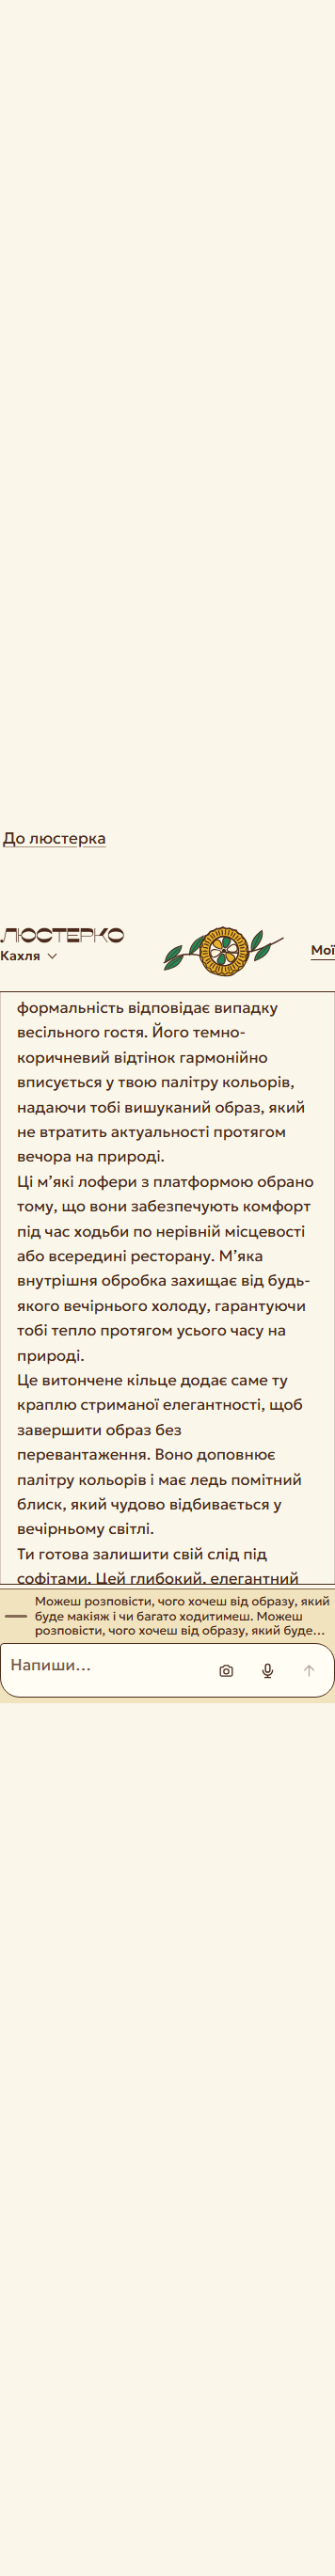 До люстерка
ЛЮСТЕРКО
Кахля
Мої
формальність відповідає випадку
весільного гостя. Його темно-
коричневий відтінок гармонійно
вписується у твою палітру кольорів,
надаючи тобі вишуканий образ, який
не втратить актуальності протягом
вечора на природі.
Ці м’які лофери з платформою обрано
тому, що вони забезпечують комфорт
під час ходьби по нерівній місцевості
або всередині ресторану. М’яка
внутрішня обробка захищає від будь-
якого вечірнього холоду, гарантуючи
тобі тепло протягом усього часу на
природі.
Це витончене кільце додає саме ту
краплю стриманої елегантності, щоб
завершити образ без
перевантаження. Воно доповнює
палітру кольорів і має ледь помітний
блиск, який чудово відбивається у
вечірньому світлі.
Ти готова залишити свій слід під
софітами. Цей глибокий, елегантний
Можеш розповісти, чого хочеш від образу, який
буде макіяж і чи багато ходитимеш. Можеш
розповісти, чого хочеш від образу, який буде…
Напиши…